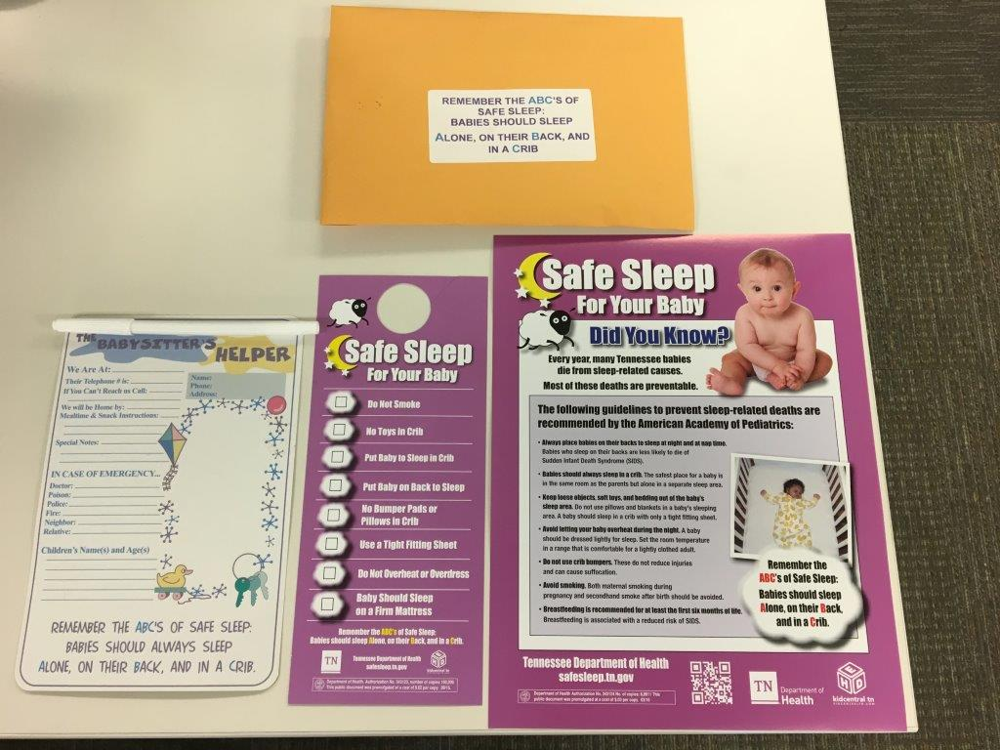 REMEMBER THE ABC'S OF
SAFE SLEEP:
BABIES SHOULD SLEEP
ALONE, ON THEIR BACK, AND
IN A CRIB
THE
BABYSITTER'S
HELPER
We Are At:
Their Telephone # is:
If You Can't Reach us Call:
Name:
Phone:
Address:
We will be Home by:
Mealtime & Snack Instructions:
Special Notes:
IN CASE OF EMERGENCY...
Doctor:
Poison:
Police:
Fire:
Neighbor:
Relative:
Children's Name(s) and Age(s)
REMEMBER THE ABC'S OF SAFE SLEEP:
BABIES SHOULD ALWAYS SLEEP
ALONE, ON THEIR BACK, AND IN A CRIB.
Safe Sleep
For Your Baby
Do Not Smoke
No Toys in Crib
Put Baby to Sleep in Crib
Put Baby on Back to Sleep
No Bumper Pads or
Pillows in Crib
Use a Tight Fitting Sheet
Do Not Overheat or Overdress
Baby Should Sleep
on a Firm Mattress
Remember the ABC's of Safe Sleep:
Babies should sleep Alone, on their Back, and in a Crib.
TN
Tennessee Department of Health
safesleep.tn.gov
kidcentral tn
Safe Sleep
For Your Baby
Did You Know?
Every year, many Tennessee babies
die from sleep-related causes.
Most of these deaths are preventable.
The following guidelines to prevent sleep-related deaths are
recommended by the American Academy of Pediatrics:
• Always place babies on their backs to sleep at night and at nap time.
Babies who sleep on their backs are less likely to die of
Sudden Infant Death Syndrome (SIDS).
• Babies should always sleep in a crib. The safest place for a baby is
in the same room as the parents but alone in a separate sleep area.
• Keep loose objects, soft toys, and bedding out of the baby's
sleep area. Do not use pillows and blankets in a baby's sleeping
area. A baby should sleep in a crib with only a tight fitting sheet.
• Avoid letting your baby overheat during the night. A baby
should be dressed lightly for sleep. Set the room temperature
in a range that is comfortable for a lightly clothed adult.
• Do not use crib bumpers. These do not reduce injuries
and can cause suffocation.
• Avoid smoking. Both maternal smoking during
pregnancy and secondhand smoke after birth should be avoided.
• Breastfeeding is recommended for at least the first six months of life.
Breastfeeding is associated with a reduced risk of SIDS.
Remember the
ABC's of Safe Sleep:
Babies should sleep
Alone, on their Back,
and in a Crib.
Tennessee Department of Health
safesleep.tn.gov
TN
Department of
Health
kidcentral tn